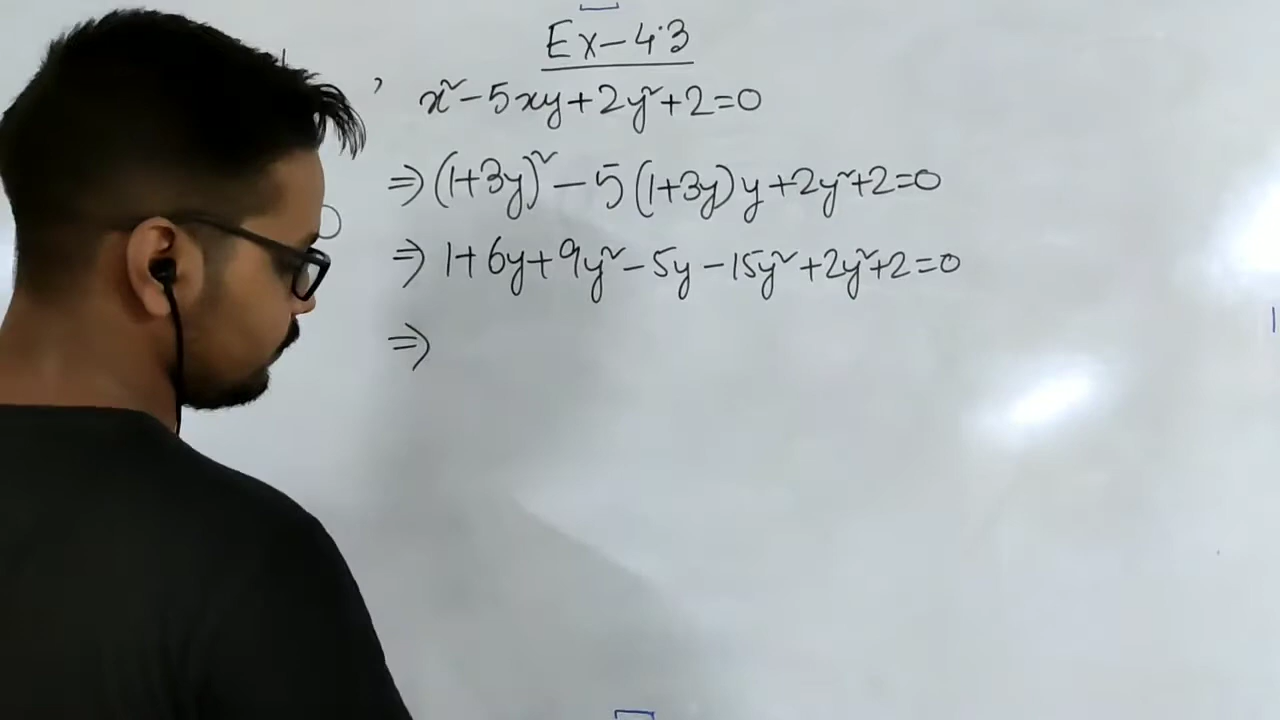 Ex-4.3
x²-5xy+2y²+2=0
⇒(1+3y)²-5(1+3y)y+2y²+2=0
⇒ 1+6y+9y²-5y-15y²+2y²+2=0
⇒